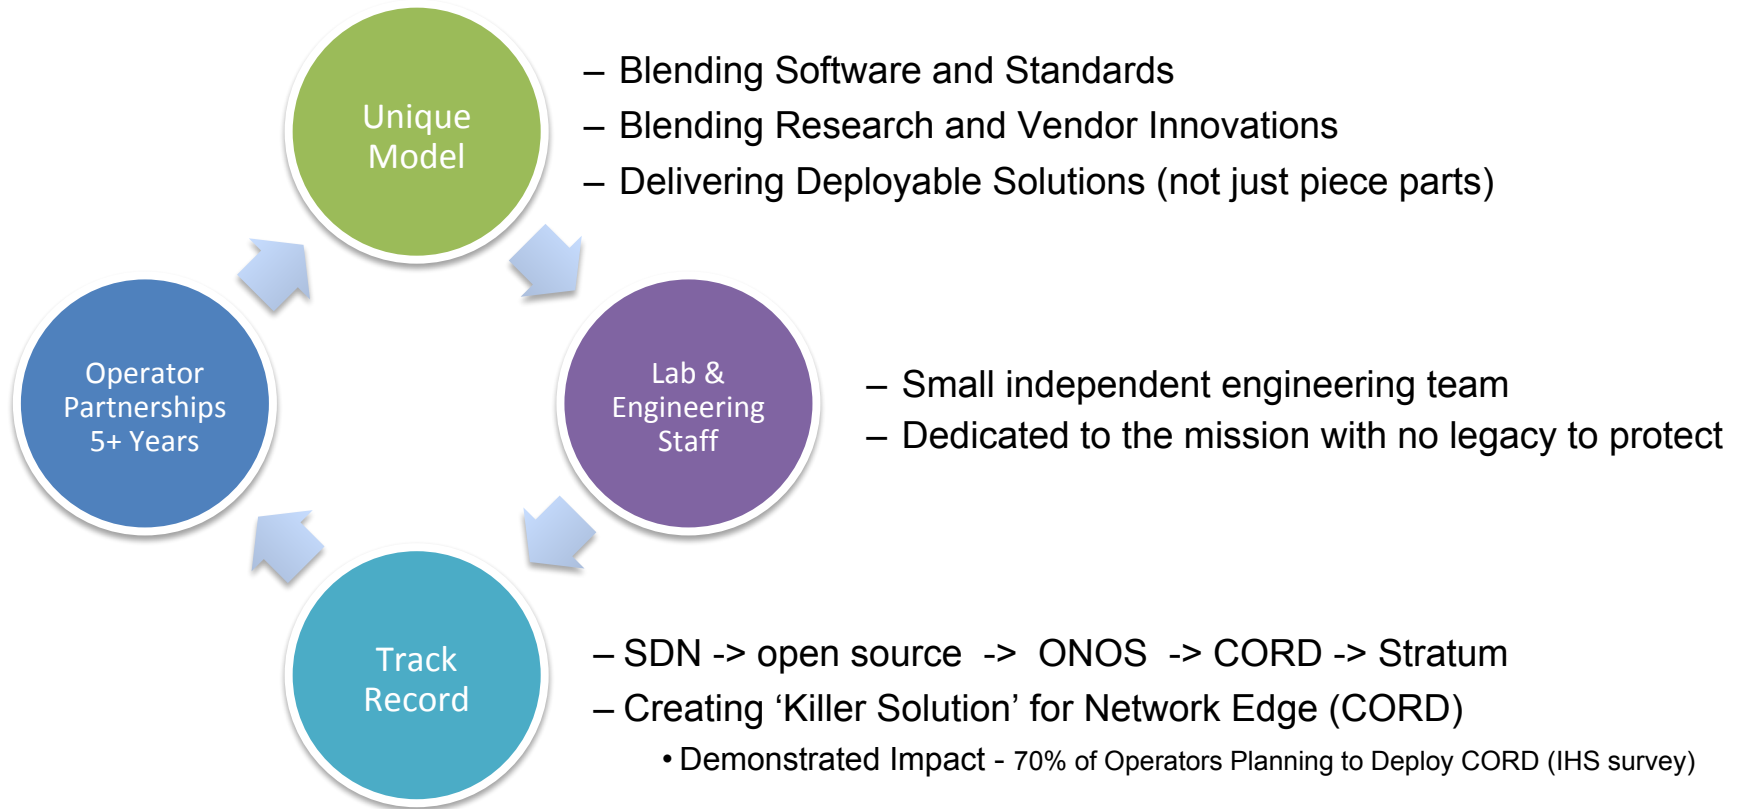 Unique
Model
– Blending Software and Standards
– Blending Research and Vendor Innovations
– Delivering Deployable Solutions (not just piece parts)
Operator
Partnerships
5+ Years
Lab &
Engineering
Staff
– Small independent engineering team
– Dedicated to the mission with no legacy to protect
Track
Record
– SDN -> open source -> ONOS -> CORD -> Stratum
– Creating ‘Killer Solution’ for Network Edge (CORD)
• Demonstrated Impact - 70% of Operators Planning to Deploy CORD (IHS survey)